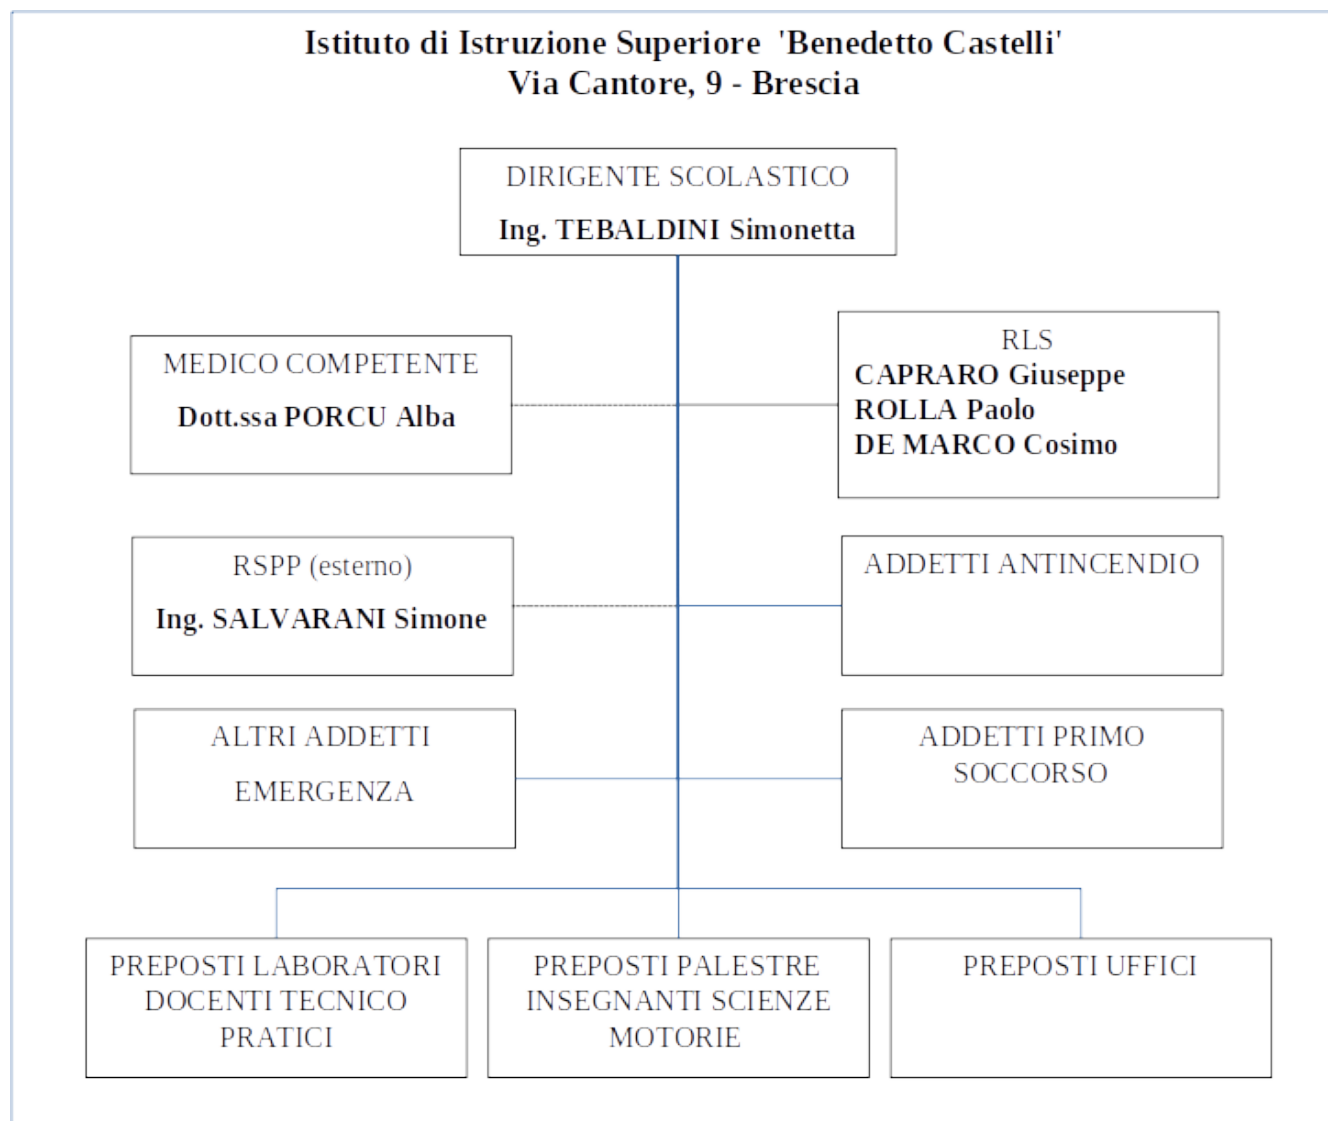 Istituto di Istruzione Superiore 'Benedetto Castelli'
Via Cantore, 9 - Brescia
DIRIGENTE SCOLASTICO
Ing. TEBALDINI Simonetta
MEDICO COMPETENTE
Dott.ssa PORCU Alba
RLS
CAPRARO Giuseppe
ROLLA Paolo
DE MARCO Cosimo
RSPP (esterno)
Ing. SALVARANI Simone
ADDETTI ANTINCENDIO
ALTRI ADDETTI
EMERGENZA
ADDETTI PRIMO
SOCCORSO
PREPOSTI LABORATORI
DOCENTI TECNICO
PRATICI
PREPOSTI PALESTRE
INSEGNANTI SCIENZE
MOTORIE
PREPOSTI UFFICI